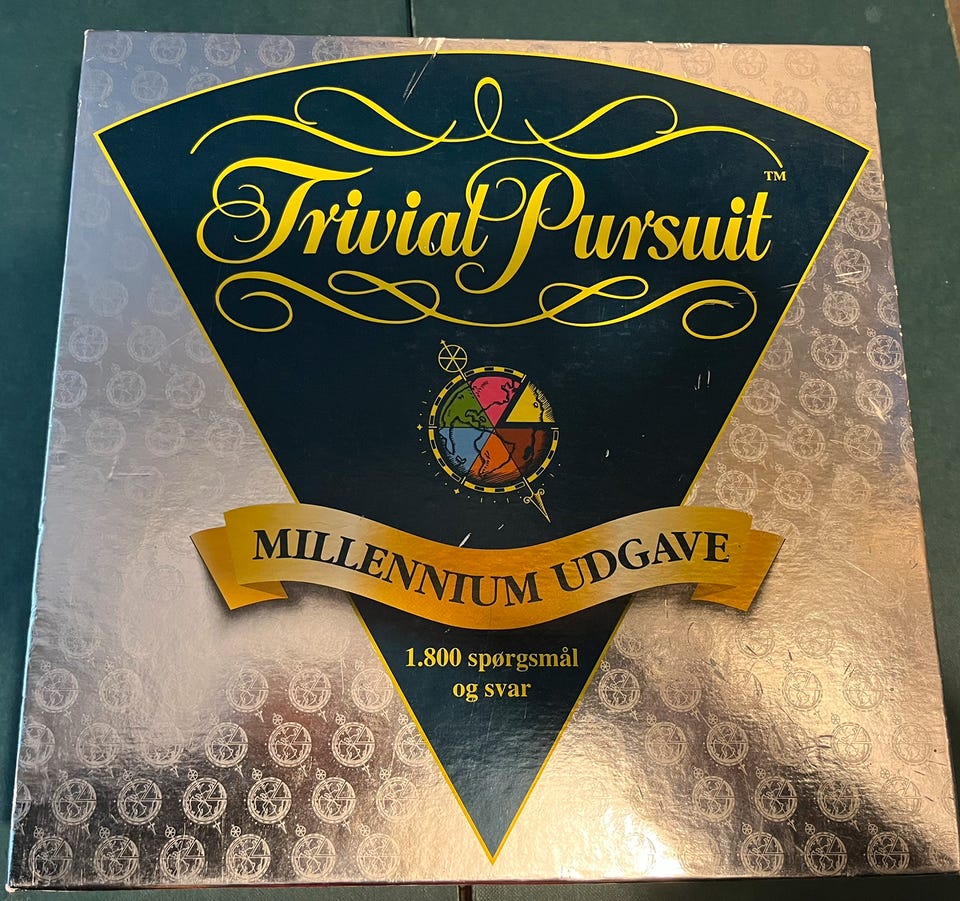 Trivial Pursuit™
MILLENNIUM UDGAVE
1.800 spørgsmål
og svar